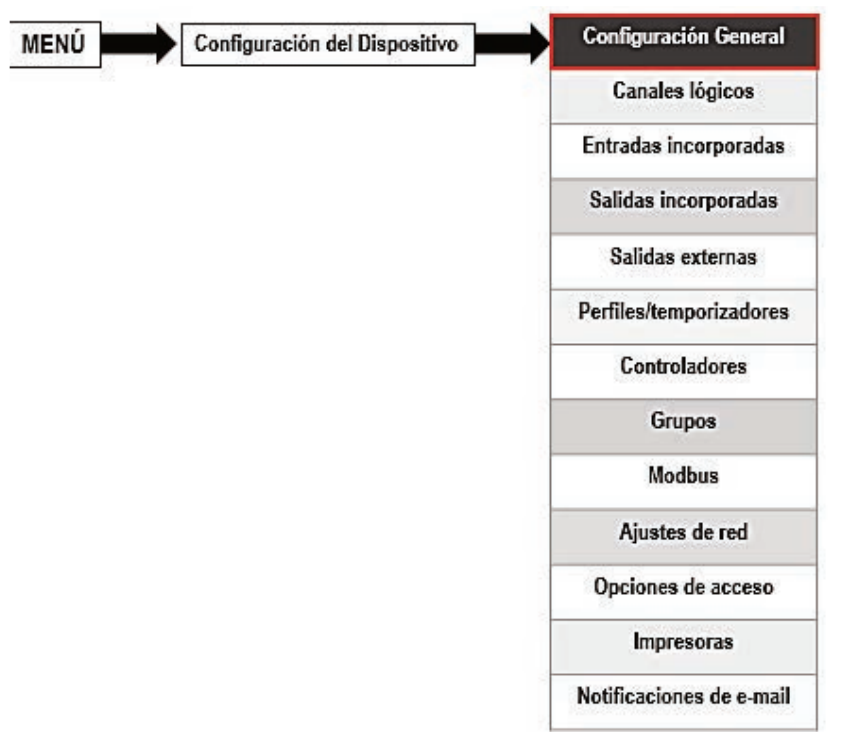 MENÚ
Configuración del Dispositivo
Configuración General
Canales lógicos
Entradas incorporadas
Salidas incorporadas
Salidas externas
Perfiles/temporizadores
Controladores
Grupos
Modbus
Ajustes de red
Opciones de acceso
Impresoras
Notificaciones de e-mail